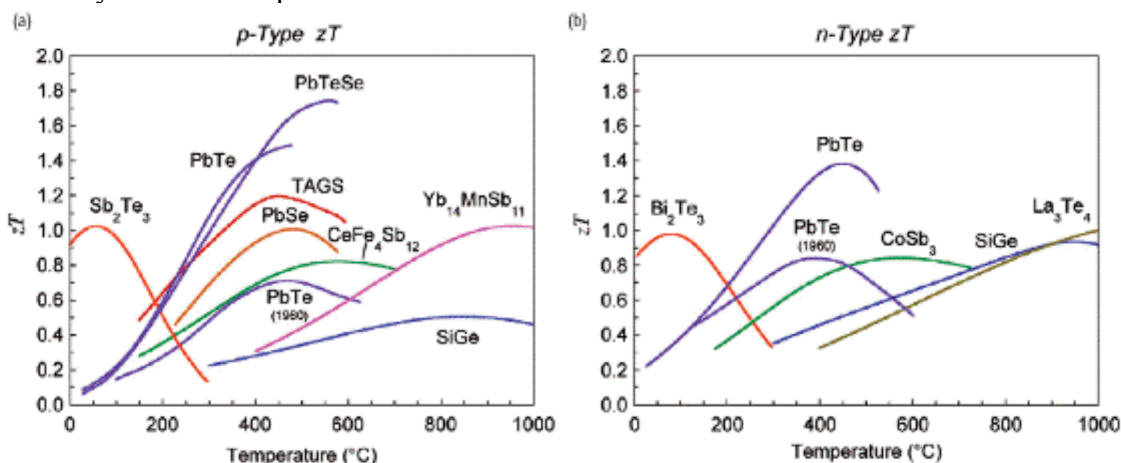 (a)
p-Type zT
zT
2.0
1.8
1.6
1.4
1.2
1.0
0.8
0.6
0.4
0.2
0.0
PbTeSe
PbTe
Sb2Te3
TAGS
PbSe
Yb14MnSb11
CeFe4Sb12
PbTe
(1960)
SiGe
0 200 400 600 800 1000
Temperature (°C)
(b)
n-Type zT
zT
2.0
1.8
1.6
1.4
1.2
1.0
0.8
0.6
0.4
0.2
0.0
PbTe
Bi2Te3
La3Te4
PbTe
(1960)
CoSb3
SiGe
0 200 400 600 800 1000
Temperature (°C)